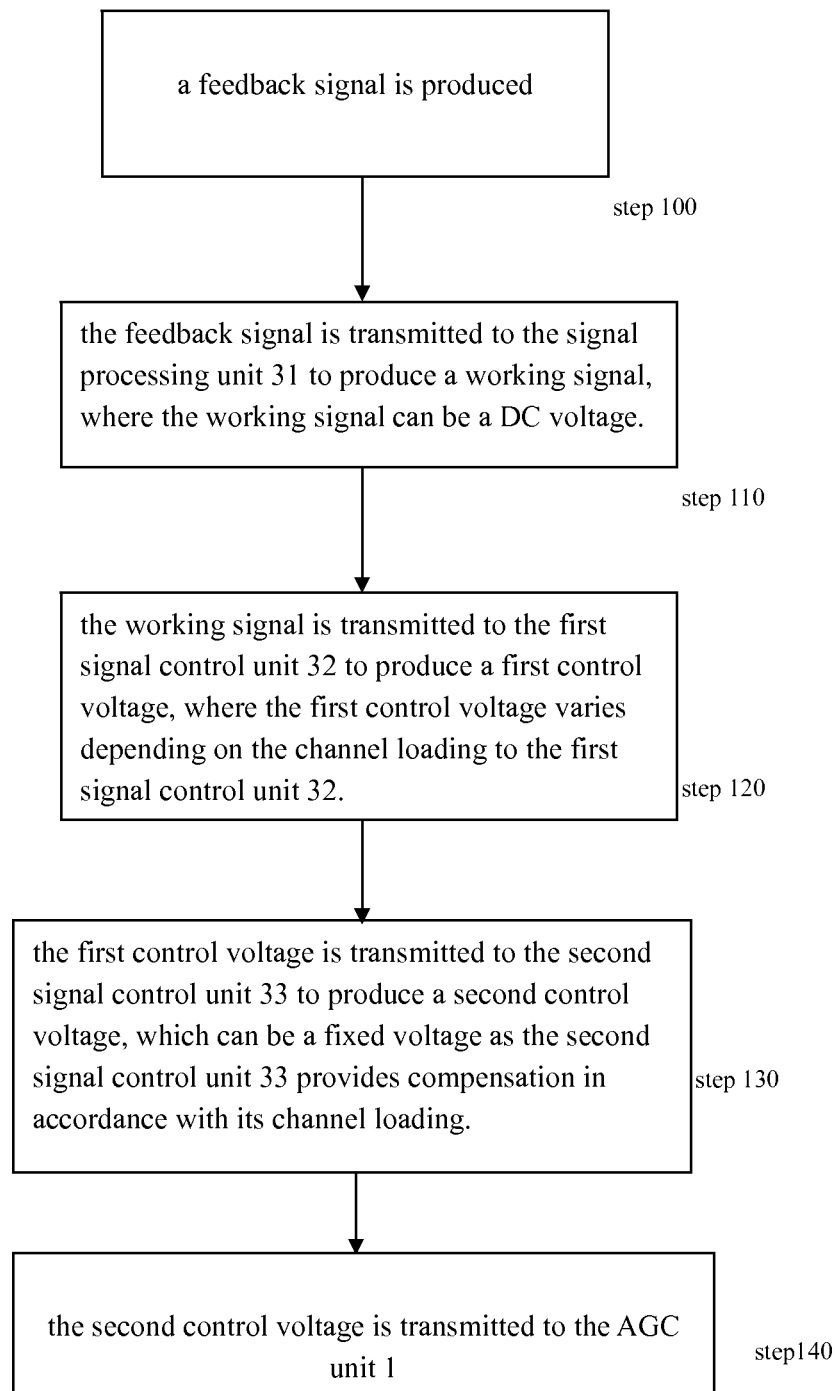 a feedback signal is produced
step 100
the feedback signal is transmitted to the signal
processing unit 31 to produce a working signal,
where the working signal can be a DC voltage.
step 110
the working signal is transmitted to the first
signal control unit 32 to produce a first control
voltage, where the first control voltage varies
depending on the channel loading to the first
signal control unit 32.
step 120
the first control voltage is transmitted to the second
signal control unit 33 to produce a second control
voltage, which can be a fixed voltage as the second
signal control unit 33 provides compensation in
accordance with its channel loading.
step 130
the second control voltage is transmitted to the AGC
unit 1
step140